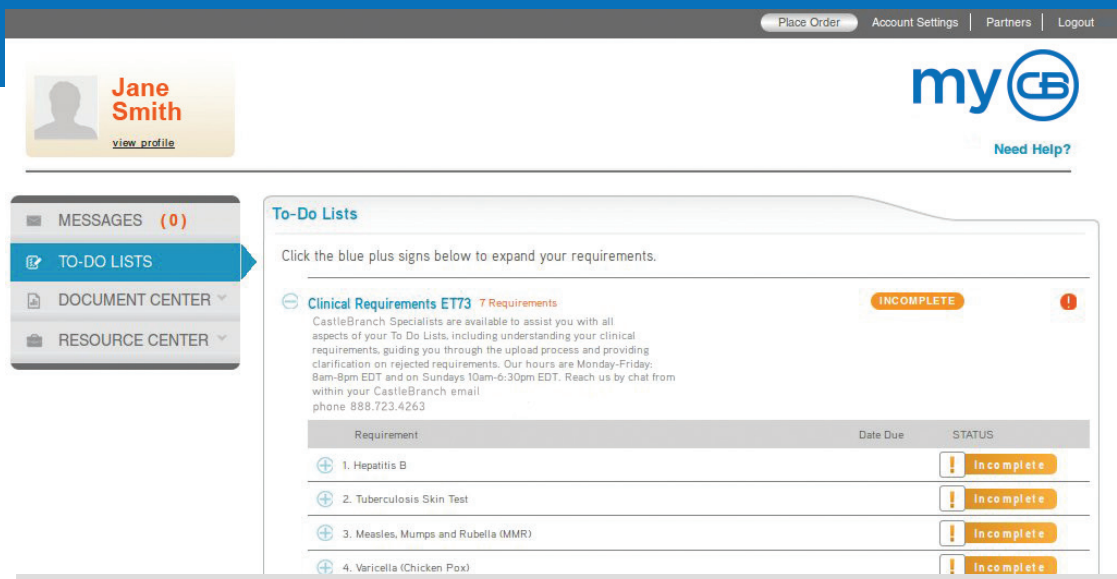 Place Order Account Settings Partners Logout
Jane
Smith
view profile
my CB
Need Help?
MESSAGES (0)
TO-DO LISTS
DOCUMENT CENTER
RESOURCE CENTER
To-Do Lists
Click the blue plus signs below to expand your requirements.
Clinical Requirements ET73 7 Requirements INCOMPLETE
CastleBranch Specialists are available to assist you with all
aspects of your To Do Lists, including understanding your clinical
requirements, guiding you through the upload process and providing
clarification on rejected requirements. Our hours are Monday-Friday:
8am-8pm EDT and on Sundays 10am-6:30pm EDT. Reach us by chat from
within your CastleBranch email
phone 888.723.4263
Requirement Date Due STATUS
1. Hepatitis B ! Incomplete
2. Tuberculosis Skin Test ! Incomplete
3. Measles, Mumps and Rubella (MMR) ! Incomplete
4. Varicella (Chicken Pox) ! Incomplete